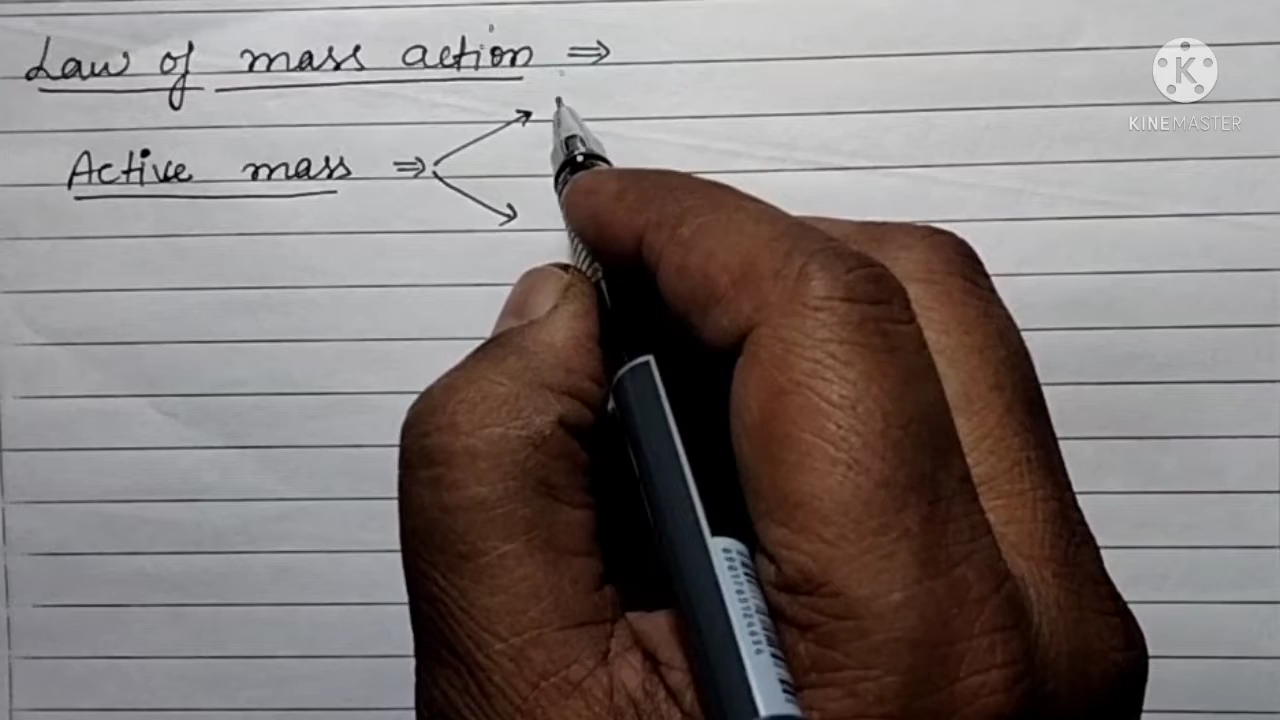 Law of mass action ⇒
Active mass ⇒
K
KINEMASTER